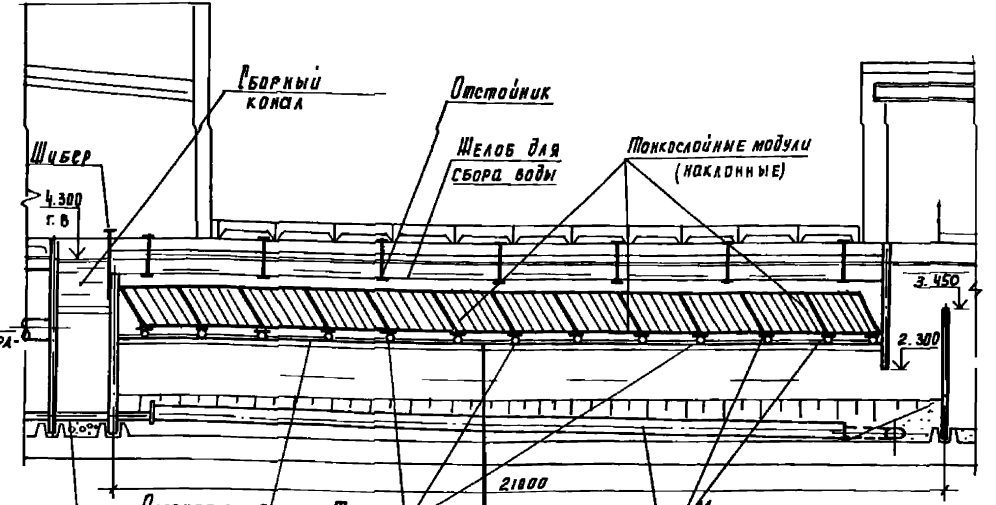 Сборный
канал
Отстойник
Шибер
Желоб для
сбора воды
Тонкослойные модули
(наклонные)
4.300
Г. В
3.450
2.300
21000